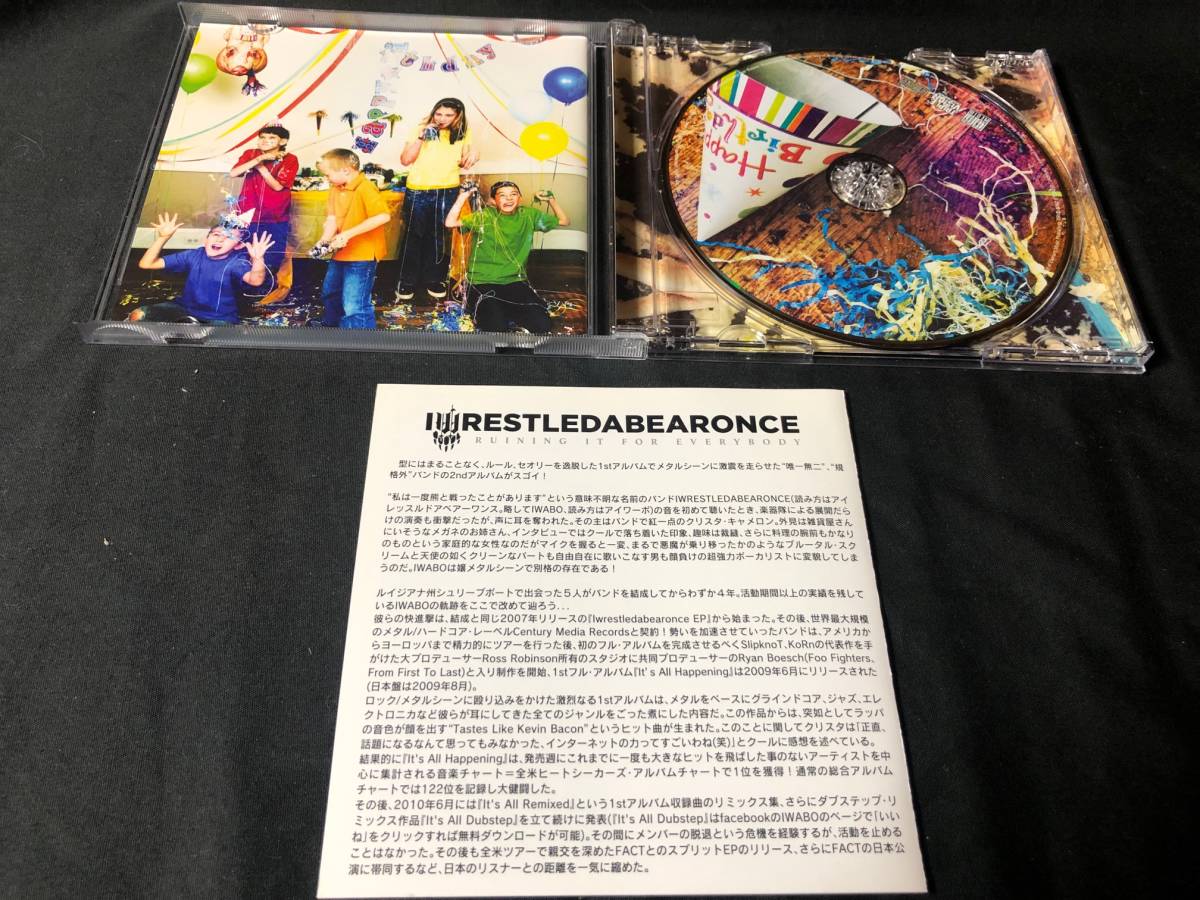 Happy Birthday
Happy
IWRESTLEDABEARONCE
RUINING IT FOR EVERYBODY
型にはまることなく、ルール、セオリーを逸脱した1stアルバムでメタルシーンに激震を走らせた"唯一無二"、"規
格外"バンドの2ndアルバムがスゴイ！
"私は一度熊と戦ったことがあります"という意味不明な名前のバンドIWRESTLEDABEARONCE(読み方はアイ
レッスルドアベアーワンス。略してIWABO、読み方はアイワーボ)の音を初めて聴いたとき、楽器隊による展開だら
けの演奏も衝撃だったが、声に耳を奪われた。その主はバンドで紅一点のクリスタ・キャメロン。外見は雑貨屋さん
にいそうなメガネのお姉さん、インタビューではクールで落ち着いた印象、趣味は裁縫、さらに料理の腕前もかなり
のものという家庭的な女性なのだがマイクを握ると一変、まるで悪魔が乗り移ったかのようなブルータル・スク
リームと天使の如くクリーンなパートも自由自在に歌いこなす男も顔負けの超強力ボーカリストに変貌してしま
うのだ。IWABOは嬢メタルシーンで別格の存在である！
ルイジアナ州シュリーブポートで出会った５人がバンドを結成してからわずか４年。活動期間以上の実績を残して
いるIWABOの軌跡をここで改めて辿ろう...
彼らの快進撃は、結成と同じ2007年リリースの『Iwrestledabearonce EP』から始まった。その後、世界最大規模
のメタル/ハードコア・レーベルCentury Media Recordsと契約！勢いを加速させていったバンドは、アメリカか
らヨーロッパまで精力的にツアーを行った後、初のフル・アルバムを完成させるべくSlipknoT、KoRnの代表作を手
がけた大プロデューサーRoss Robinson所有のスタジオに共同プロデューサーのRyan Boesch(Foo Fighters、
From First To Last)と入り制作を開始、1stフル・アルバム『It's All Happening』は2009年6月にリリースされた
(日本盤は2009年8月)。
ロック/メタルシーンに殴り込みをかけた激烈なる1stアルバムは、メタルをベースにグラインドコア、ジャズ、エレ
クトロニカなど彼らが耳にしてきた全てのジャンルをごった煮にした内容だ。この作品からは、突如としてラッパ
の音色が顔を出す"Tastes Like Kevin Bacon"というヒット曲が生まれた。このことに関してクリスタは「正直、
話題になるなんて思ってもみなかった、インターネットの力ってすごいわね(笑)」とクールに感想を述べている。
結果的に『It's All Happening』は、発売週にこれまでに一度も大きなヒットを飛ばした事のないアーティストを中
心に集計される音楽チャート＝全米ヒートシーカーズ・アルバムチャートで１位を獲得！通常の総合アルバム
チャートでは122位を記録し大健闘した。
その後、2010年6月には『It's All Remixed』という1stアルバム収録曲のリミックス集、さらにダブステップ・リ
ミックス作品『It's All Dubstep』を立て続けに発表(『It's All Dubstep』はfacebookのIWABOのページで「いい
ね」をクリックすれば無料ダウンロードが可能)。その間にメンバーの脱退という危機を経験するが、活動を止める
ことはなかった。その後も全米ツアーで親交を深めたFACTとのスプリットEPのリリース、さらにFACTの日本公
演に帯同するなど、日本のリスナーとの距離を一気に縮めた。